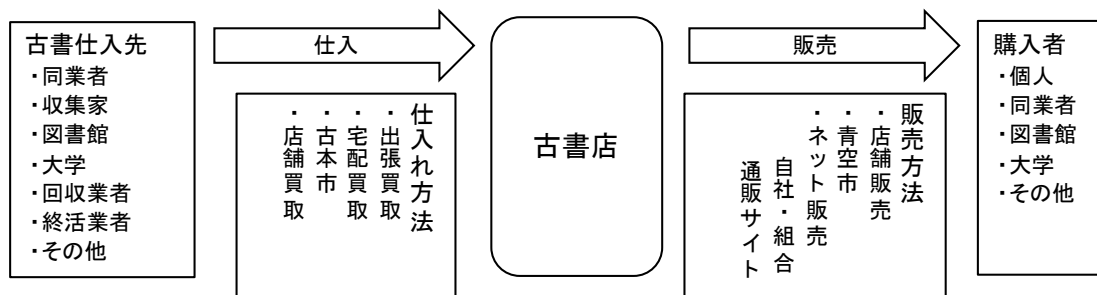 古書仕入先
・同業者
・収集家
・図書館
・大学
・回収業者
・終活業者
・その他
仕入
仕入れ方法
・出張買取
・宅配買取
・古本市
・店舗買取
古書店
販売
販売方法
・店舗販売
・青空市
・ネット販売
自社・組合
通販サイト
購入者
・個人
・同業者
・図書館
・大学
・その他